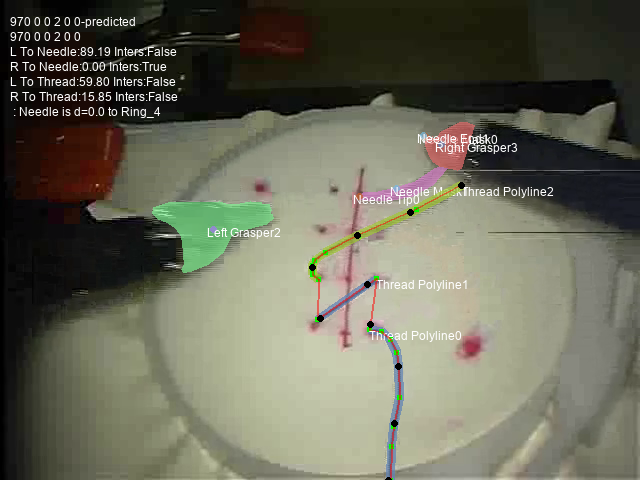 970 0 0 2 0 0-predicted
970 0 0 2 0 0
L To Needle:89.19 Inters:False
R To Needle:0.00 Inters:True
L To Thread:59.80 Inters:False
R To Thread:15.85 Inters:False
: Needle is d=0.0 to Ring_4
Right Grasper3
Needle Mask
Thread Polyline2
Needle Tip0
Left Grasper2
Thread Polyline1
Thread Polyline0